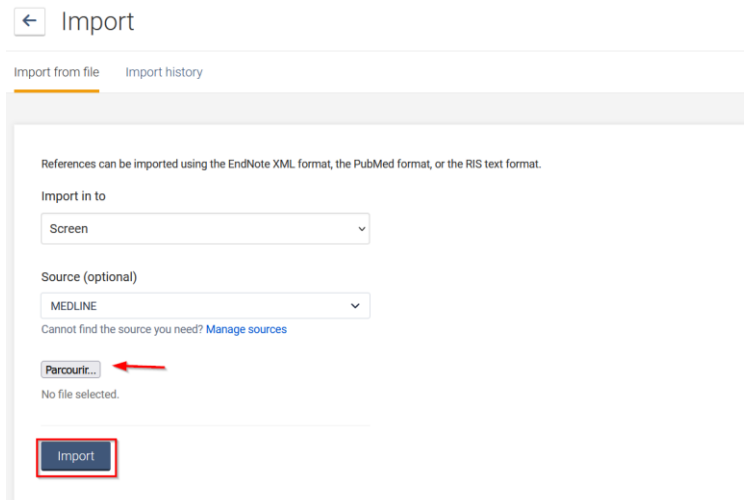 Import
Import from file Import history
References can be imported using the EndNote XML format, the PubMed format, or the RIS text format.
Import in to
Screen
Source (optional)
MEDLINE
Cannot find the source you need? Manage sources
Parcourir...
No file selected.
Import